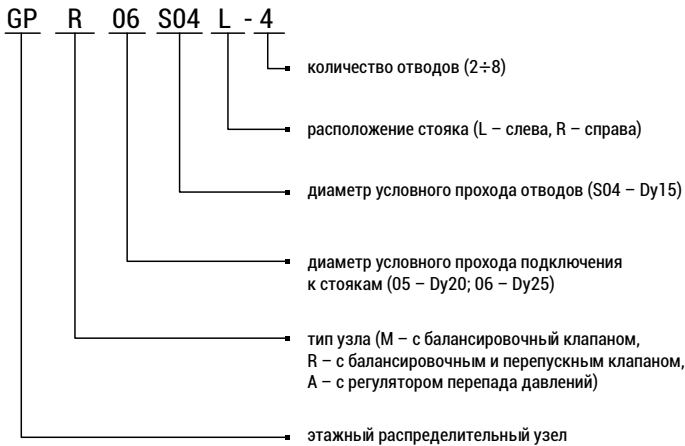 GP R 06 S04 L - 4
количество отводов (2÷8)
расположение стояка (L – слева, R – справа)
диаметр условного прохода отводов (S04 – Dy15)
диаметр условного прохода подключения
к стоякам (05 – Dy20; 06 – Dy25)
тип узла (M – с балансировочный клапаном,
R – с балансировочным и перепускным клапаном,
A – с регулятором перепада давлений)
этажный распределительный узел